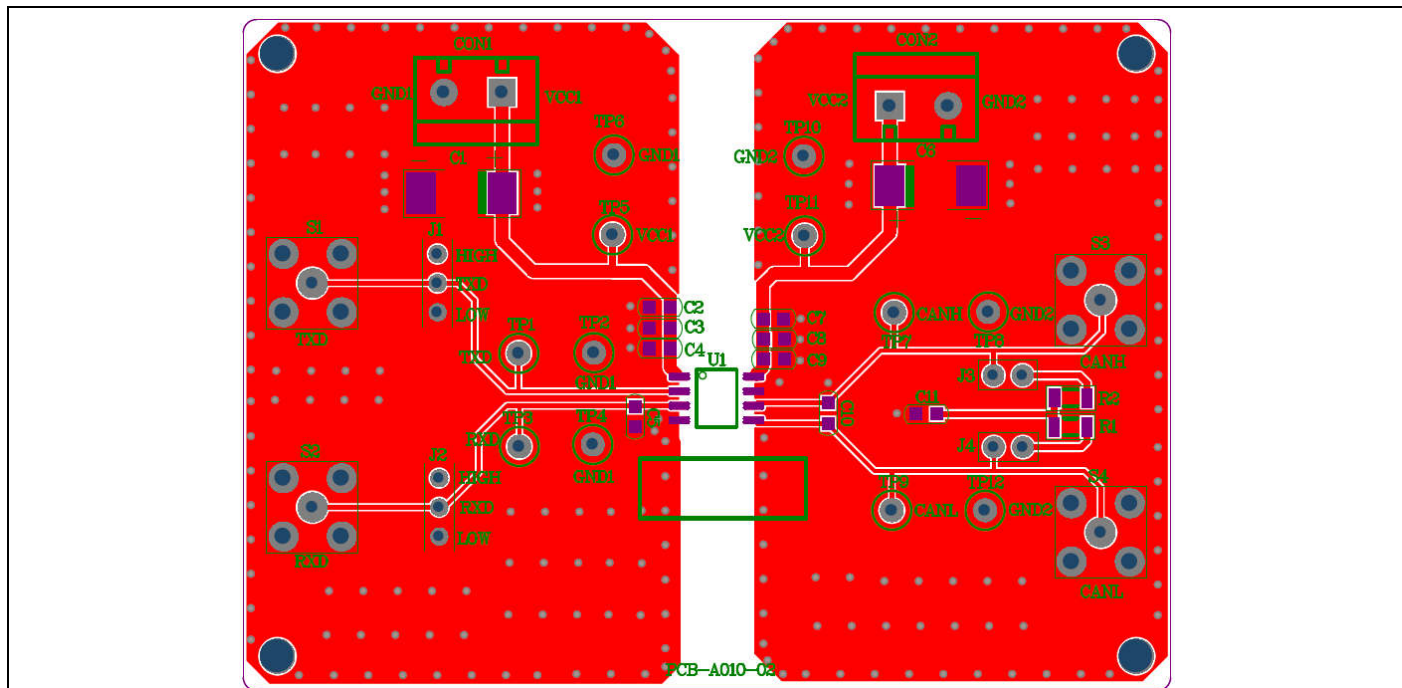 CON1
CON2
GND1
VCC1
VCC2
GND2
TP6
GND1
TP10
GND2
C1
TP5
VCC1
TP11
VCC2
S1
J1
HIGH
TXD
LOW
TXD
S3
CANH
C2
C3
C4
C7
C8
C9
TP1
TXD
TP2
GND1
CANH
TP7
GND2
U1
J3
R2
C11
R1
C10
TP3
RXD
TP4
GND1
J4
S2
J2
HIGH
RXD
LOW
RXD
TP9
CANL
TP12
GND2
S4
CANL
PCB-A010-02